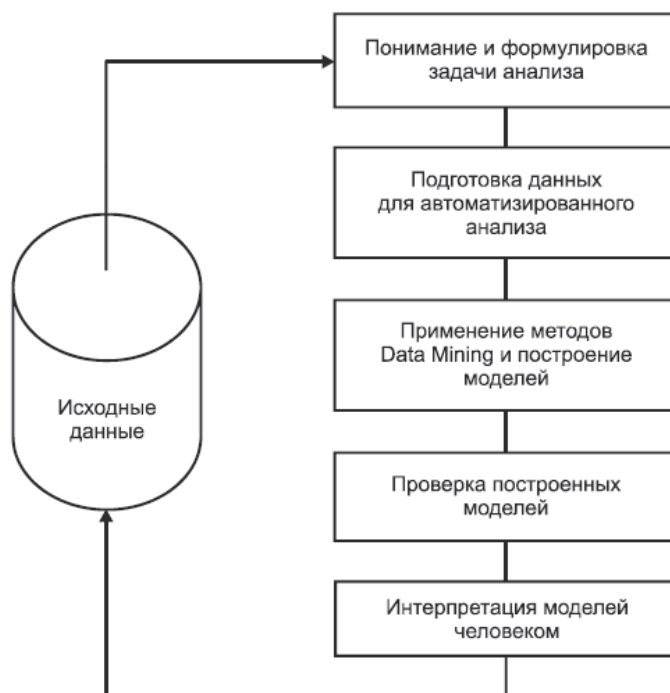 Понимание и формулировка
задачи анализа
Подготовка данных
для автоматизированного
анализа
Применение методов
Data Mining и построение
моделей
Исходные
данные
Проверка построенных
моделей
Интерпретация моделей
человеком